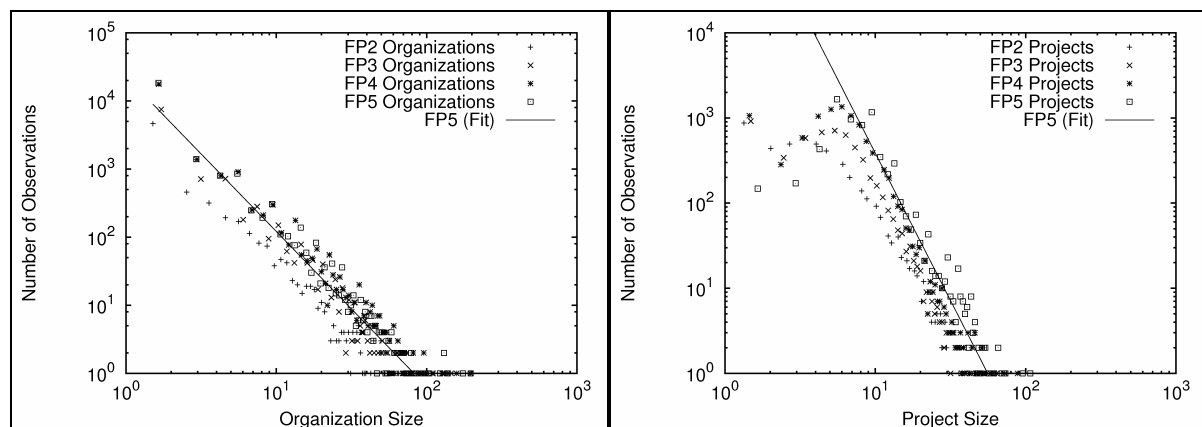 10^5
10^4
10^3
10^2
10^1
10^0
Number of Observations
FP2 Organizations
FP3 Organizations
FP4 Organizations
FP5 Organizations
FP5 (Fit)
10^0 10^1 10^2 10^3
Organization Size
10^4
10^3
10^2
10^1
10^0
Number of Observations
FP2 Projects
FP3 Projects
FP4 Projects
FP5 Projects
FP5 (Fit)
10^0 10^1 10^2 10^3
Project Size